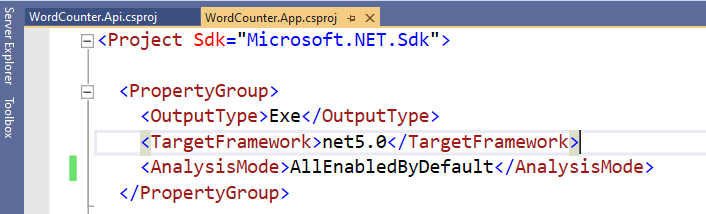 WordCounter.Api.csproj
WordCounter.App.csproj
Server Explorer
Toolbox
<Project Sdk="Microsoft.NET.Sdk">
<PropertyGroup>
<OutputType>Exe</OutputType>
<TargetFramework>net5.0</TargetFramework>
<AnalysisMode>AllEnabledByDefault</AnalysisMode>
</PropertyGroup>